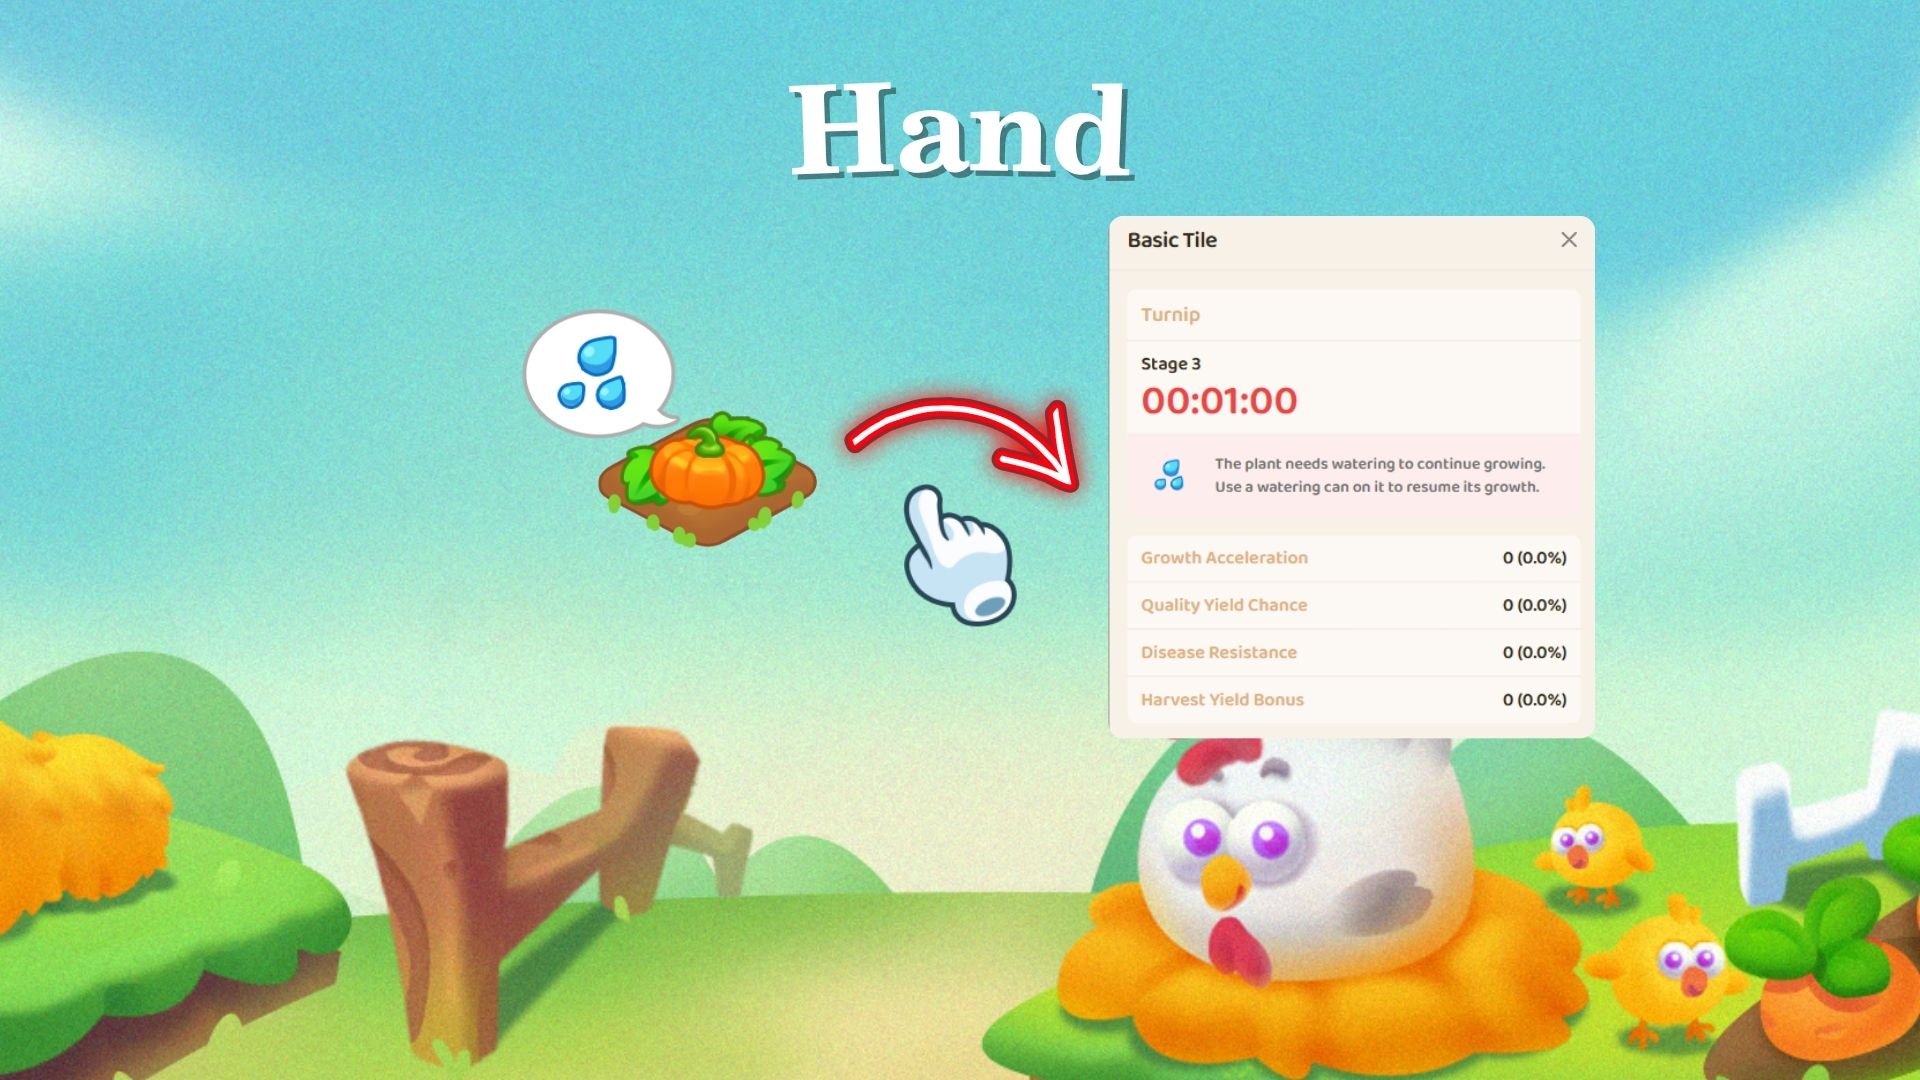 Hand
Basic Tile
Turnip
Stage 3
00:01:00
The plant needs watering to continue growing.
Use a watering can on it to resume its growth.
Growth Acceleration 0 (0.0%)
Quality Yield Chance 0 (0.0%)
Disease Resistance 0 (0.0%)
Harvest Yield Bonus 0 (0.0%)